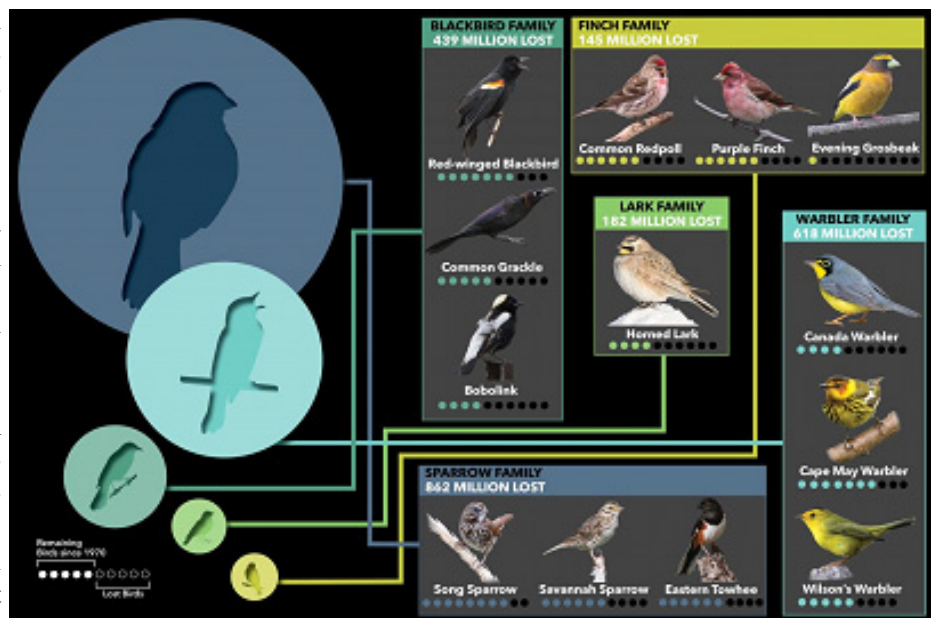 BLACKBIRD FAMILY
439 MILLION LOST
Red-winged Blackbird
Common Grackle
Bobolink
FINCH FAMILY
145 MILLION LOST
Common Redpoll
Purple Finch
Evening Grosbeak
LARK FAMILY
182 MILLION LOST
Horned Lark
WARBLER FAMILY
618 MILLION LOST
Canada Warbler
Cape May Warbler
Wilson's Warbler
SPARROW FAMILY
862 MILLION LOST
Song Sparrow
Savannah Sparrow
Eastern Towhee
Remaining
Birds since 1970
Lost Birds